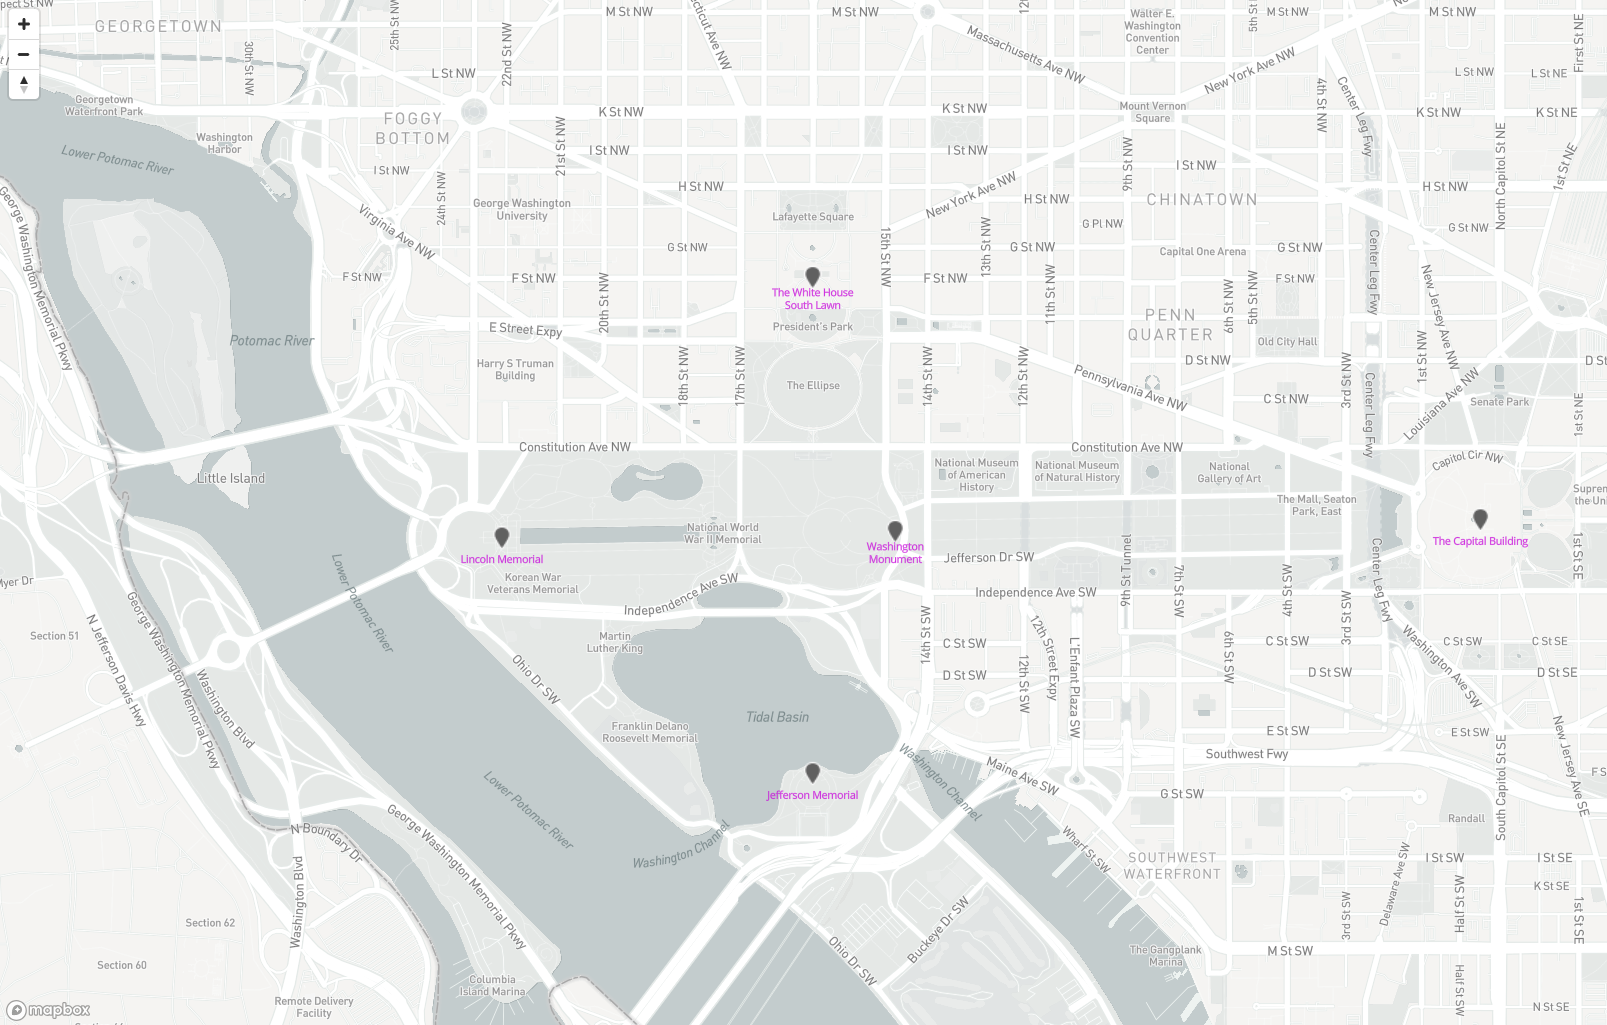 pect St NW
GEORGETOWN
25th St NW
M St NW
Connecticut Ave NW
M St NW
12th St NW
Massachusetts Ave NW
Walter E.
Washington
Convention
Center
5th St NW
M St NW
M St NW
First St NE
30th St NW
L St NW
22nd St NW
New York Ave NW
L St NW
L St NE
Georgetown
Waterfront Park
FOGGY
BOTTOM
K St NW
K St NW
Mount Vernon
Square
4th St NW
Center Leg Fwy
K St NW
K St NE
Washington
Harbor
Lower Potomac River
21st St NW
I St NW
I St NW
9th St NW
I St NW
North Capitol St NE
1st St NE
I St NW
24th St NW
H St NW
New York Ave NW
H St NW
CHINATOWN
H St NW
George Washington
University
Lafayette Square
George Washington Memorial Pkwy
Virginia Ave NW
G St NW
15th St NW
13th St NW
G St NW
G Pl NW
Capital One Arena
G St NW
G St NW
Center Leg Fwy
F St NW
F St NW
20th St NW
The White House
South Lawn
F St NW
11th St NW
6th St NW
5th St NW
F St NW
New Jersey Ave NW
E Street Expy
President's Park
PENN
QUARTER
Potomac River
Old City Hall
Harry S Truman
Building
18th St NW
17th St NW
The Ellipse
14th St NW
12th St NW
Pennsylvania Ave NW
D St NW
3rd St NW
Center Leg Fwy
1st St NW
Louisiana Ave NW
D St
C St NW
Senate Park
1st St NE
Constitution Ave NW
Constitution Ave NW
Capitol Cir NW
Little Island
National Museum
of American
History
National Museum
of Natural History
National
Gallery of Art
The Mall, Seaton
Park, East
Suprem
the Uni
National World
War II Memorial
Lincoln Memorial
Washington
Monument
The Capital Building
Jefferson Dr SW
9th St Tunnel
Center Leg Fwy
1st St SE
Myer Dr
Lower Potomac River
Korean War
Veterans Memorial
Independence Ave SW
Independence Ave SW
7th St SW
4th St SW
3rd St SW
N Jefferson Davis Hwy
George Washington Memorial Pkwy
Section 51
Martin
Luther King
14th St SW
C St SW
12th Street Expy
L'Enfant Plaza SW
6th St SW
C St SW
Washington Ave SW
C St SW
C St SE
Ohio Dr SW
D St SW
12th St SW
D St SW
D St SE
Washington Blvd
Franklin Delano
Roosevelt Memorial
Tidal Basin
E St SW
E St SE
New Jersey Ave SE
Washington Channel
Maine Ave SW
Southwest Fwy
South Capitol St SE
F S
Lower Potomac River
Jefferson Memorial
G St SW
George Washington Memorial Pkwy
N Boundary Dr
Washington Channel
Wharf St SW
Randall
SOUTHWEST
WATERFRONT
Delaware Ave SW
I St SW
I St SE
Washington Blvd
K St SE
Half St SW
3rd St SW
1st St SE
Section 62
Ohio Dr SW
Buckeye Dr SW
The Gangplank
Marina
M St SW
Section 60
Columbia
Island Marina
Half St SW
Remote Delivery
Facility
N St SE
mapbox